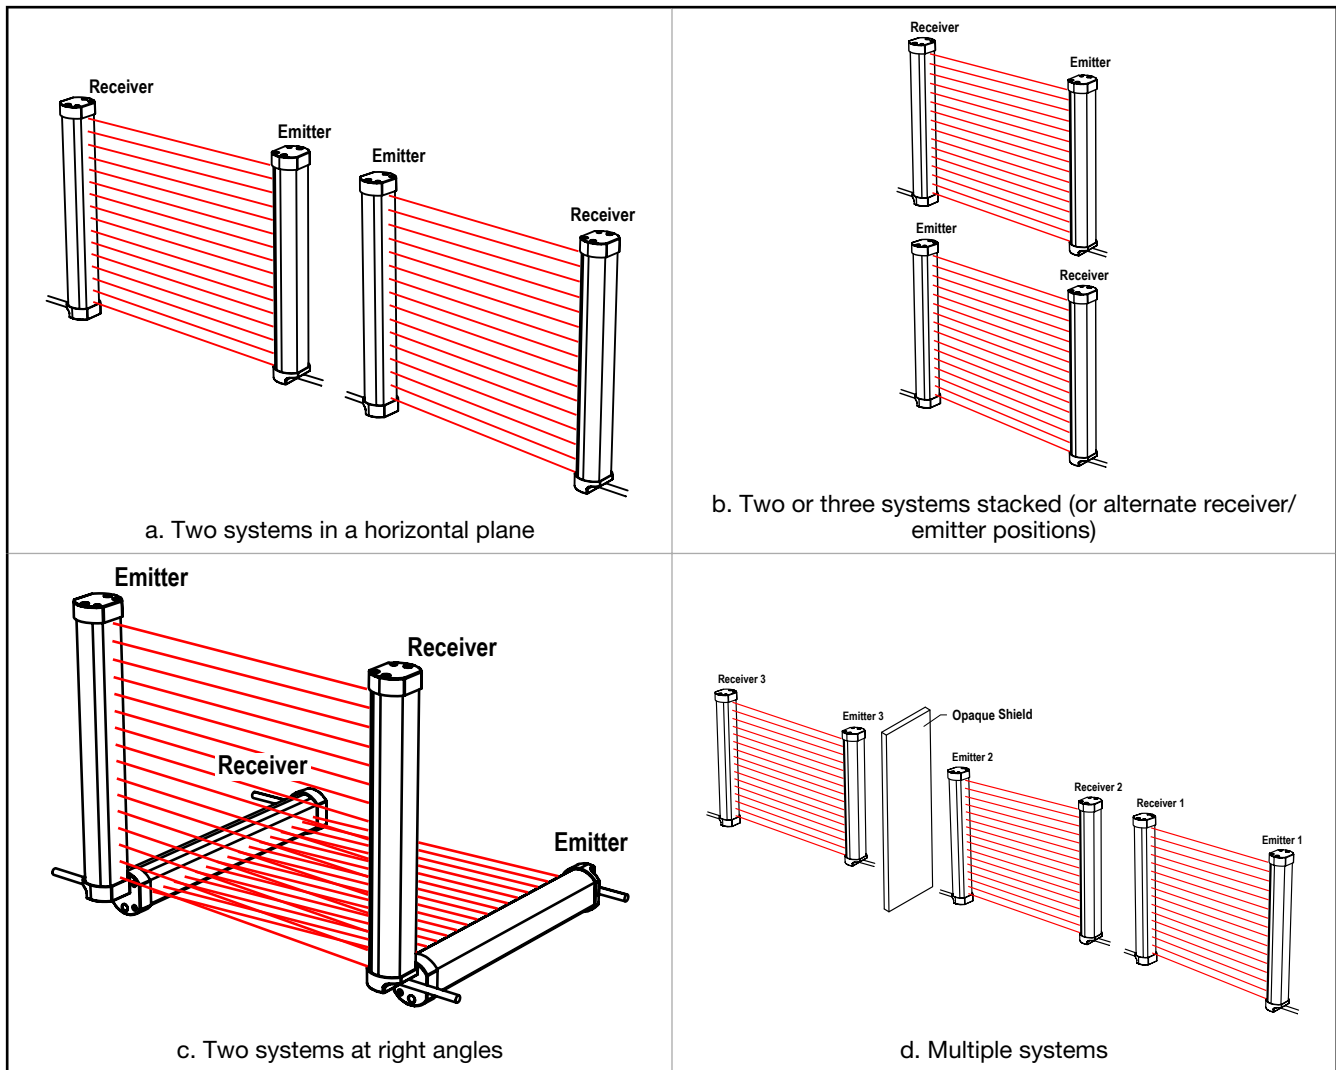 Receiver
Emitter
Emitter
Receiver
a. Two systems in a horizontal plane
Receiver
Emitter
Emitter
Receiver
b. Two or three systems stacked (or alternate receiver/
emitter positions)
Emitter
Receiver
Receiver
Emitter
c. Two systems at right angles
Receiver 3
Emitter 3
Opaque Shield
Emitter 2
Receiver 2
Receiver 1
Emitter 1
d. Multiple systems